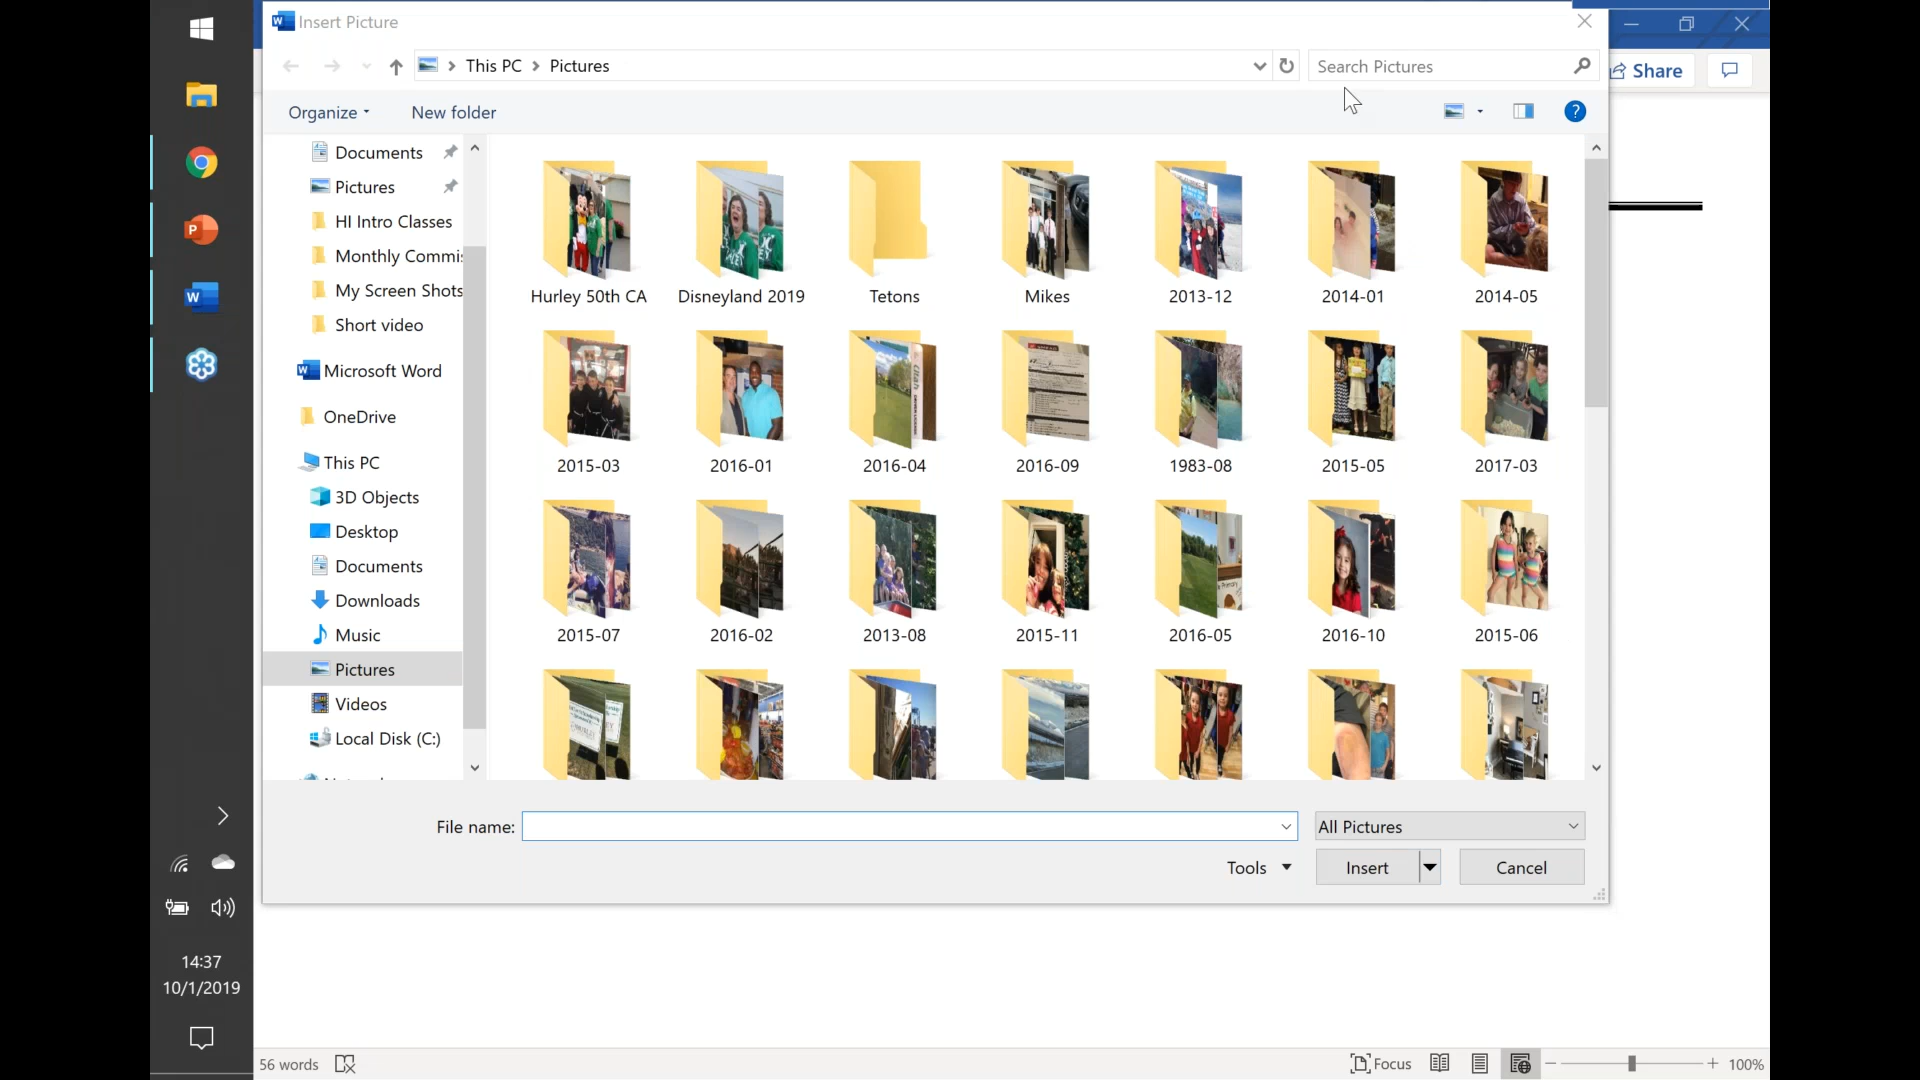 Insert Picture
This PC > Pictures
Search Pictures
Share
Organize
New folder
Documents
Pictures
HI Intro Classes
Monthly Commis
My Screen Shots
Short video
Microsoft Word
OneDrive
This PC
3D Objects
Desktop
Documents
Downloads
Music
Pictures
Videos
Local Disk (C:)
Hurley 50th CA
Disneyland 2019
Tetons
Mikes
2013-12
2014-01
2014-05
2015-03
2016-01
2016-04
2016-09
1983-08
2015-05
2017-03
2015-07
2016-02
2013-08
2015-11
2016-05
2016-10
2015-06
File name:
All Pictures
Tools
Insert
Cancel
14:37
10/1/2019
56 words
Focus
100%